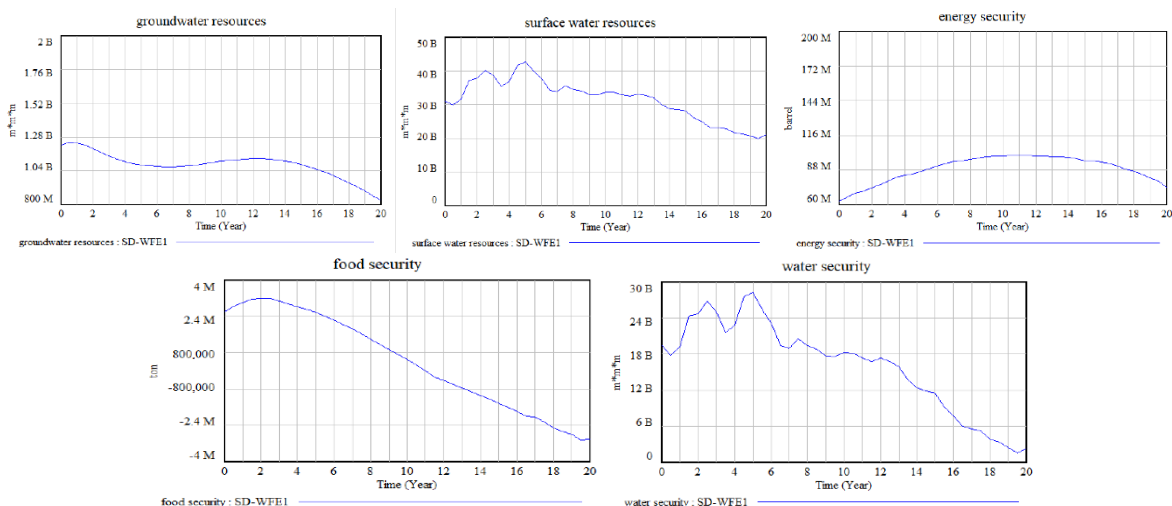 groundwater resources
2 B
1.76 B
1.52 B
1.28 B
1.04 B
800 M
m*m*m
0 2 4 6 8 10 12 14 16 18 20
Time (Year)
groundwater resources : SD-WFE1
surface water resources
50 B
40 B
30 B
20 B
10 B
0
m*m*m
0 2 4 6 8 10 12 14 16 18 20
Time (Year)
surface water resources : SD-WFE1
energy security
200 M
172 M
144 M
116 M
88 M
60 M
barrel
0 2 4 6 8 10 12 14 16 18 20
Time (Year)
energy security : SD-WFE1
food security
4 M
2.4 M
800,000
-800,000
-2.4 M
-4 M
ton
0 2 4 6 8 10 12 14 16 18 20
Time (Year)
food security : SD-WFE1
water security
30 B
24 B
18 B
12 B
6 B
0
m*m*m
0 2 4 6 8 10 12 14 16 18 20
Time (Year)
water security : SD-WFE1